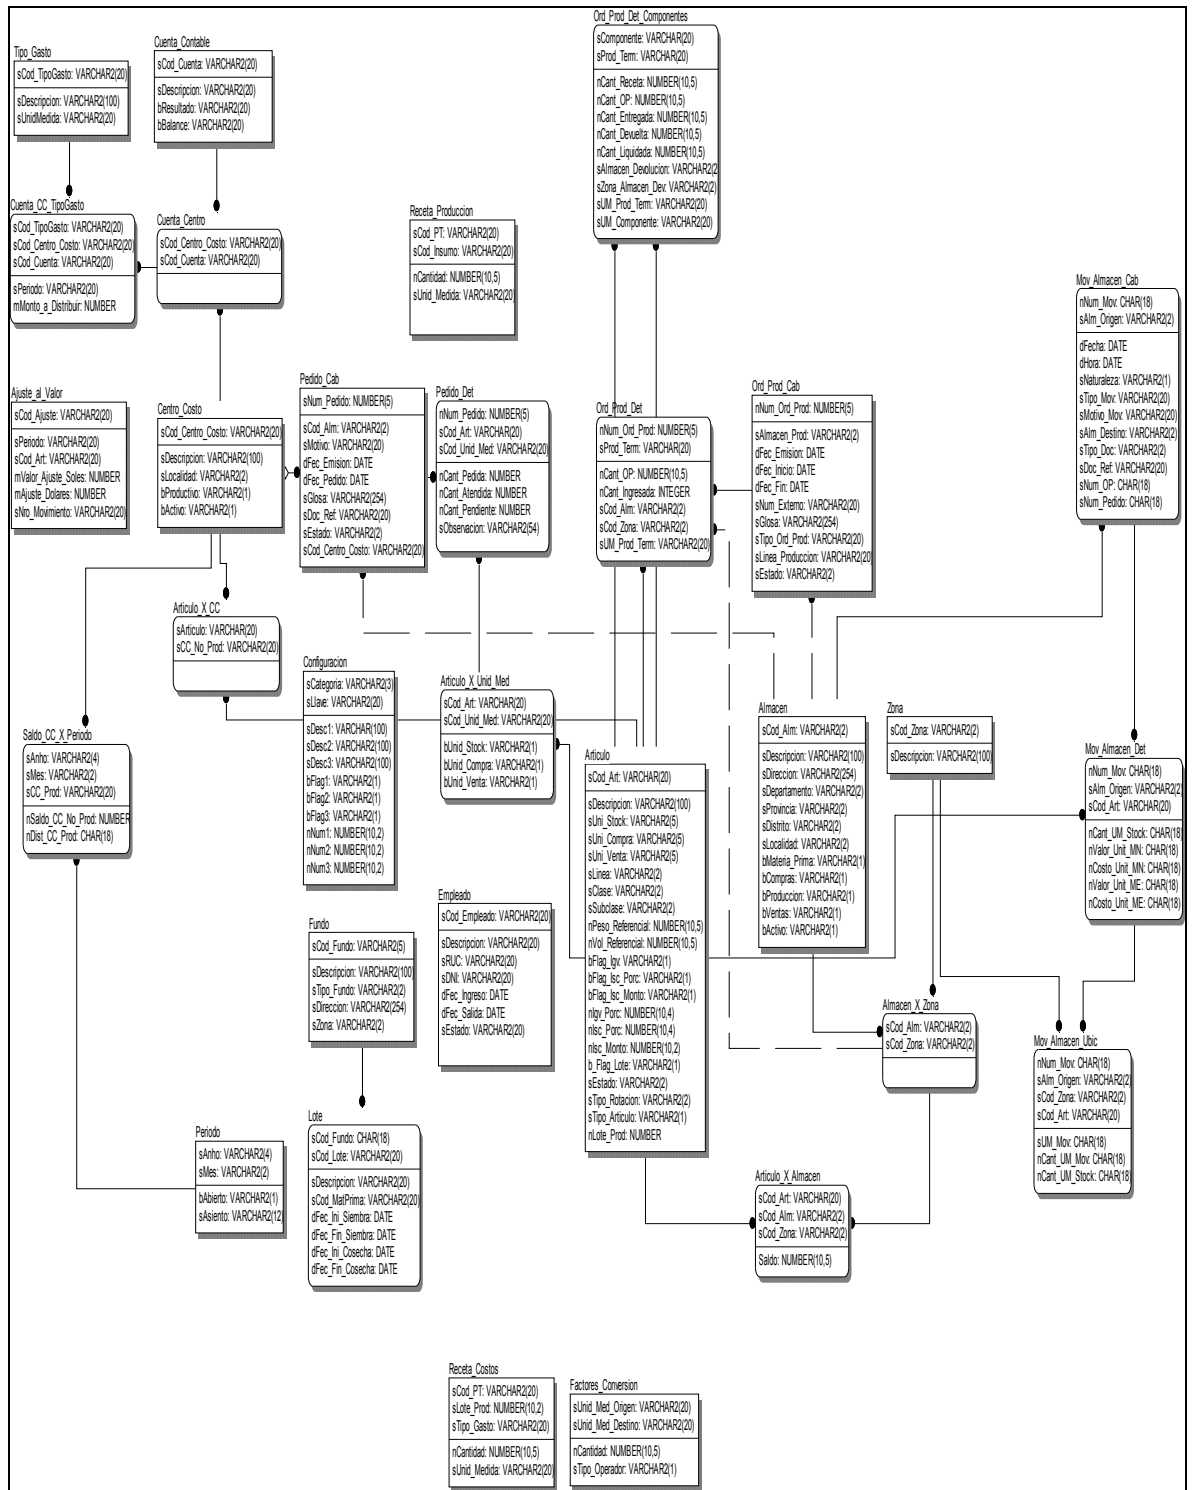 Tipo_Gasto
sCod_TipoGasto: VARCHAR2(20)
sDescripcion: VARCHAR2(100)
sUnidMedida: VARCHAR2(20)
Cuenta_Contable
sCod_Cuenta: VARCHAR2(20)
sDescripcion: VARCHAR2(20)
bResultado: VARCHAR2(20)
bBalance: VARCHAR2(20)
Ord_Prod_Det_Componentes
sComponente: VARCHAR(20)
sProd_Term: VARCHAR(20)
nCant_Receta: NUMBER(10,5)
nCant_OP: NUMBER(10,5)
nCant_Entregada: NUMBER(10,5)
nCant_Devuelta: NUMBER(10,5)
nCant_Liquidada: NUMBER(10,5)
sAlmacen_Devolucion: VARCHAR2(2
sZona_Almacen_Dev: VARCHAR2(2)
sUM_Prod_Term: VARCHAR2(20)
sUM_Componente: VARCHAR2(20)
Cuenta_CC_TipoGasto
sCod_TipoGasto: VARCHAR2(20)
sCod_Centro_Costo: VARCHAR2(20)
sCod_Cuenta: VARCHAR2(20)
sPeriodo: VARCHAR2(20)
mMonto_a_Distribuir: NUMBER
Cuenta_Centro
sCod_Centro_Costo: VARCHAR2(20)
sCod_Cuenta: VARCHAR2(20)
Receta_Produccion
sCod_PT: VARCHAR2(20)
sCod_Insumo: VARCHAR2(20)
nCantidad: NUMBER(10,5)
sUnid_Medida: VARCHAR2(20)
Mov_Almacen_Cab
nNum_Mov: CHAR(18)
sAlm_Origen: VARCHAR2(2)
dFecha: DATE
dHora: DATE
sNaturaleza: VARCHAR2(1)
sTipo_Mov: VARCHAR2(20)
sMotivo_Mov: VARCHAR2(20)
sAlm_Destino: VARCHAR2(2)
sTipo_Doc: VARCHAR2(2)
sDoc_Ref: VARCHAR2(20)
sNum_OP: CHAR(18)
sNum_Pedido: CHAR(18)
Ajuste_al_Valor
sCod_Ajuste: VARCHAR2(20)
sPeriodo: VARCHAR2(20)
sCod_Art: VARCHAR2(20)
mValor_Ajuste_Soles: NUMBER
mAjuste_Dolares: NUMBER
sNro_Movimiento: VARCHAR2(20)
Centro_Costo
sCod_Centro_Costo: VARCHAR2(20)
sDescripcion: VARCHAR2(100)
sLocalidad: VARCHAR2(2)
bProductivo: VARCHAR2(1)
bActivo: VARCHAR2(1)
Pedido_Cab
sNum_Pedido: NUMBER(5)
sCod_Alm: VARCHAR2(2)
sMotivo: VARCHAR2(20)
dFec_Emision: DATE
dFec_Pedido: DATE
sGlosa: VARCHAR2(254)
sDoc_Ref: VARCHAR2(20)
sEstado: VARCHAR2(2)
sCod_Centro_Costo: VARCHAR2(20)
Pedido_Det
nNum_Pedido: NUMBER(5)
sCod_Art: VARCHAR(20)
sCod_Unid_Med: VARCHAR2(20)
nCant_Pedida: NUMBER
nCant_Atendida: NUMBER
nCant_Pendiente: NUMBER
sObsenacion: VARCHAR2(54)
Ord_Prod_Det
nNum_Ord_Prod: NUMBER(5)
sProd_Term: VARCHAR(20)
nCant_OP: NUMBER(10,5)
nCant_Ingresada: INTEGER
sCod_Alm: VARCHAR2(2)
sCod_Zona: VARCHAR2(2)
sUM_Prod_Term: VARCHAR2(20)
Ord_Prod_Cab
nNum_Ord_Prod: NUMBER(5)
sAlmacen_Prod: VARCHAR2(2)
dFec_Emision: DATE
dFec_Inicio: DATE
dFec_Fin: DATE
sNum_Externo: VARCHAR2(20)
sGlosa: VARCHAR2(254)
sTipo_Ord_Prod: VARCHAR2(20)
sLinea_Produccion: VARCHAR2(20)
sEstado: VARCHAR2(2)
Articulo_X_CC
sArticulo: VARCHAR(20)
sCC_No_Prod: VARCHAR2(20)
Configuracion
sCategoria: VARCHAR2(3)
sLlave: VARCHAR2(20)
sDesc1: VARCHAR(100)
sDesc2: VARCHAR2(100)
sDesc3: VARCHAR2(100)
bFlag1: VARCHAR2(1)
bFlag2: VARCHAR2(1)
bFlag3: VARCHAR2(1)
nNum1: NUMBER(10,2)
nNum2: NUMBER(10,2)
nNum3: NUMBER(10,2)
Articulo_X_Unid_Med
sCod_Art: VARCHAR(20)
sCod_Unid_Med: VARCHAR2(20)
bUnid_Stock: VARCHAR2(1)
bUnid_Compra: VARCHAR2(1)
bUnid_Venta: VARCHAR2(1)
Saldo_CC_X_Periodo
sAnho: VARCHAR2(4)
sMes: VARCHAR2(2)
sCC_Prod: VARCHAR2(20)
nSaldo_CC_No_Prod: NUMBER
nDist_CC_Prod: CHAR(18)
Articulo
sCod_Art: VARCHAR(20)
sDescripcion: VARCHAR2(100)
sUni_Stock: VARCHAR2(5)
sUni_Compra: VARCHAR2(5)
sUni_Venta: VARCHAR2(5)
sLinea: VARCHAR2(2)
sClase: VARCHAR2(2)
sSubclase: VARCHAR2(2)
nPeso_Referencial: NUMBER(10,5)
nVol_Referencial: NUMBER(10,5)
bFlag_Igv: VARCHAR2(1)
bFlag_Isc_Porc: VARCHAR2(1)
bFlag_Isc_Monto: VARCHAR2(1)
nIgv_Porc: NUMBER(10,4)
nIsc_Porc: NUMBER(10,4)
nIsc_Monto: NUMBER(10,2)
b_Flag_Lote: VARCHAR2(1)
sEstado: VARCHAR2(2)
sTipo_Rotacion: VARCHAR2(2)
sTipo_Articulo: VARCHAR2(1)
nLote_Prod: NUMBER
Almacen
sCod_Alm: VARCHAR2(2)
sDescripcion: VARCHAR2(100)
sDireccion: VARCHAR2(254)
sDepartamento: VARCHAR2(2)
sProvincia: VARCHAR2(2)
sDistrito: VARCHAR2(2)
sLocalidad: VARCHAR2(2)
bMateria_Prima: VARCHAR2(1)
bCompras: VARCHAR2(1)
bProduccion: VARCHAR2(1)
bVentas: VARCHAR2(1)
bActivo: VARCHAR2(1)
Zona
sCod_Zona: VARCHAR2(2)
sDescripcion: VARCHAR2(100)
Mov_Almacen_Det
nNum_Mov: CHAR(18)
sAlm_Origen: VARCHAR2(2
sCod_Art: VARCHAR(20)
nCant_UM_Stock: CHAR(18
nValor_Unit_MN: CHAR(18)
nCosto_Unit_MN: CHAR(18)
nValor_Unit_ME: CHAR(18)
nCosto_Unit_ME: CHAR(18)
Empleado
sCod_Empleado: VARCHAR2(20)
sDescripcion: VARCHAR2(20)
sRUC: VARCHAR2(20)
sDNI: VARCHAR2(20)
dFec_Ingreso: DATE
dFec_Salida: DATE
sEstado: VARCHAR2(20)
Fundo
sCod_Fundo: VARCHAR2(5)
sDescripcion: VARCHAR2(100)
sTipo_Fundo: VARCHAR2(2)
sDireccion: VARCHAR2(254)
sZona: VARCHAR2(2)
Almacen_X_Zona
sCod_Alm: VARCHAR2(2)
sCod_Zona: VARCHAR2(2)
Mov_Almacen_Ubic
nNum_Mov: CHAR(18)
sAlm_Origen: VARCHAR2(2)
sCod_Zona: VARCHAR2(2)
sCod_Art: VARCHAR(20)
sUM_Mov: CHAR(18)
nCant_UM_Mov: CHAR(18)
nCant_UM_Stock: CHAR(18
Periodo
sAnho: VARCHAR2(4)
sMes: VARCHAR2(2)
bAbierto: VARCHAR2(1)
sAsiento: VARCHAR2(12)
Lote
sCod_Fundo: CHAR(18)
sCod_Lote: VARCHAR2(20)
sDescripcion: VARCHAR2(20)
sCod_MatPrima: VARCHAR2(20)
dFec_Ini_Siembra: DATE
dFec_Fin_Siembra: DATE
dFec_Ini_Cosecha: DATE
dFec_Fin_Cosecha: DATE
Articulo_X_Almacen
sCod_Art: VARCHAR(20)
sCod_Alm: VARCHAR2(2)
sCod_Zona: VARCHAR2(2)
Saldo: NUMBER(10,5)
Receta_Costos
sCod_PT: VARCHAR2(20)
sLote_Prod: NUMBER(10,2)
sTipo_Gasto: VARCHAR2(20)
nCantidad: NUMBER(10,5)
sUnid_Medida: VARCHAR2(20)
Factores_Conversion
sUnid_Med_Origen: VARCHAR2(20)
sUnid_Med_Destino: VARCHAR2(20)
nCantidad: NUMBER(10,5)
sTipo_Operador: VARCHAR2(1)